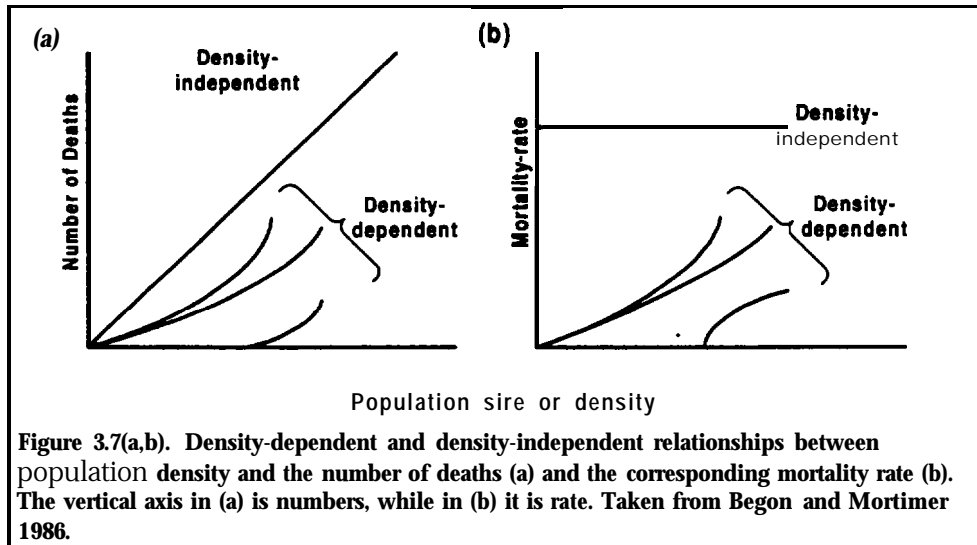 (a)
Density-
independent
Number of Deaths
Density-
dependent
(b)
Density-
independent
Mortality-rate
Density-
dependent
Population sire or density
Figure 3.7(a,b). Density-dependent and density-independent relationships between
population density and the number of deaths (a) and the corresponding mortality rate (b).
The vertical axis in (a) is numbers, while in (b) it is rate. Taken from Begon and Mortimer
1986.